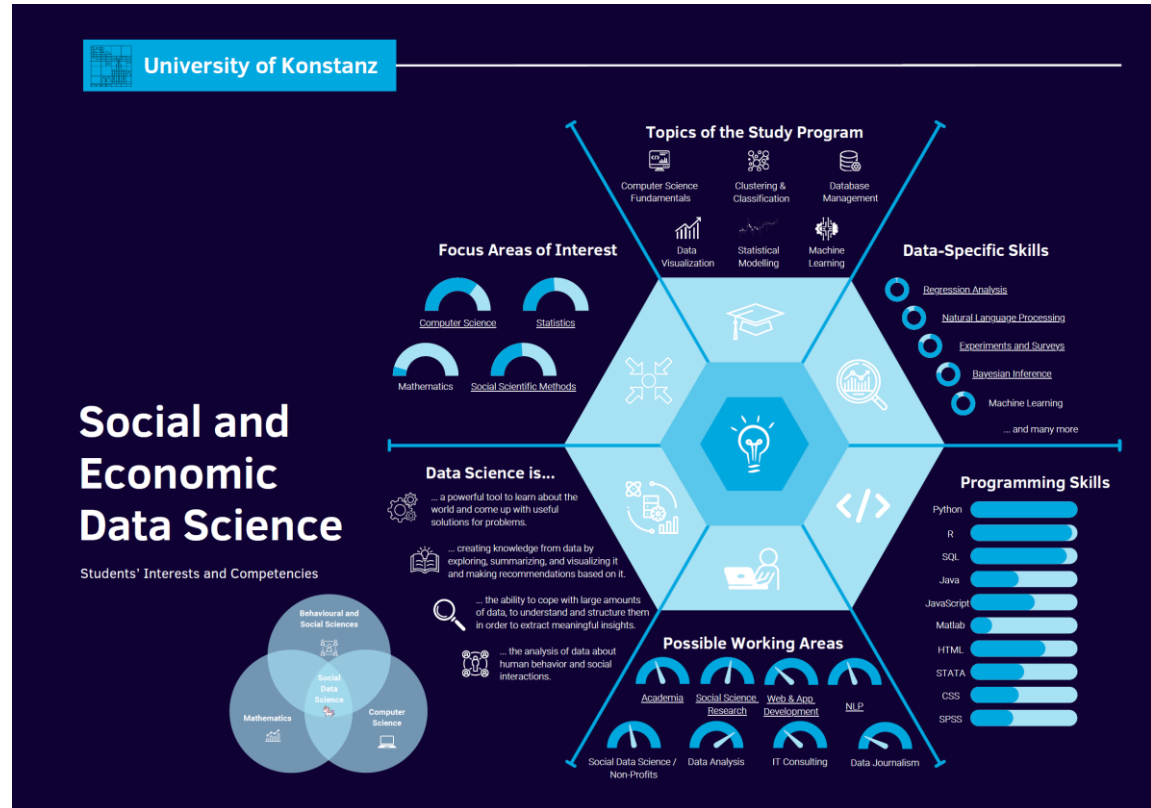 University of Konstanz
Social and
Economic
Data Science
Students' Interests and Competencies
Behavioural and
Social Sciences
Social
Data
Science
Mathematics
Computer
Science
Topics of the Study Program
Computer Science
Fundamentals
Clustering &
Classification
Database
Management
Data
Visualization
Statistical
Modelling
Machine
Learning
Focus Areas of Interest
Computer Science
Statistics
Mathematics
Social Scientific Methods
Data-Specific Skills
Regression Analysis
Natural Language Processing
Experiments and Surveys
Bayesian Inference
Machine Learning
... and many more
Data Science is...
... a powerful tool to learn about the
world and come up with useful
solutions for problems.
... creating knowledge from data by
exploring, summarizing, and visualizing it
and making recommendations based on it.
... the ability to cope with large amounts
of data, to understand and structure them
in order to extract meaningful insights.
... the analysis of data about
human behavior and social
interactions.
</>
Programming Skills
Python
R
SQL
Java
JavaScript
Matlab
HTML
STATA
CSS
SPSS
Possible Working Areas
Academia
Social Science
Research
Web & App
Development
NLP
Social Data Science /
Non-Profits
Data Analysis
IT Consulting
Data Journalism